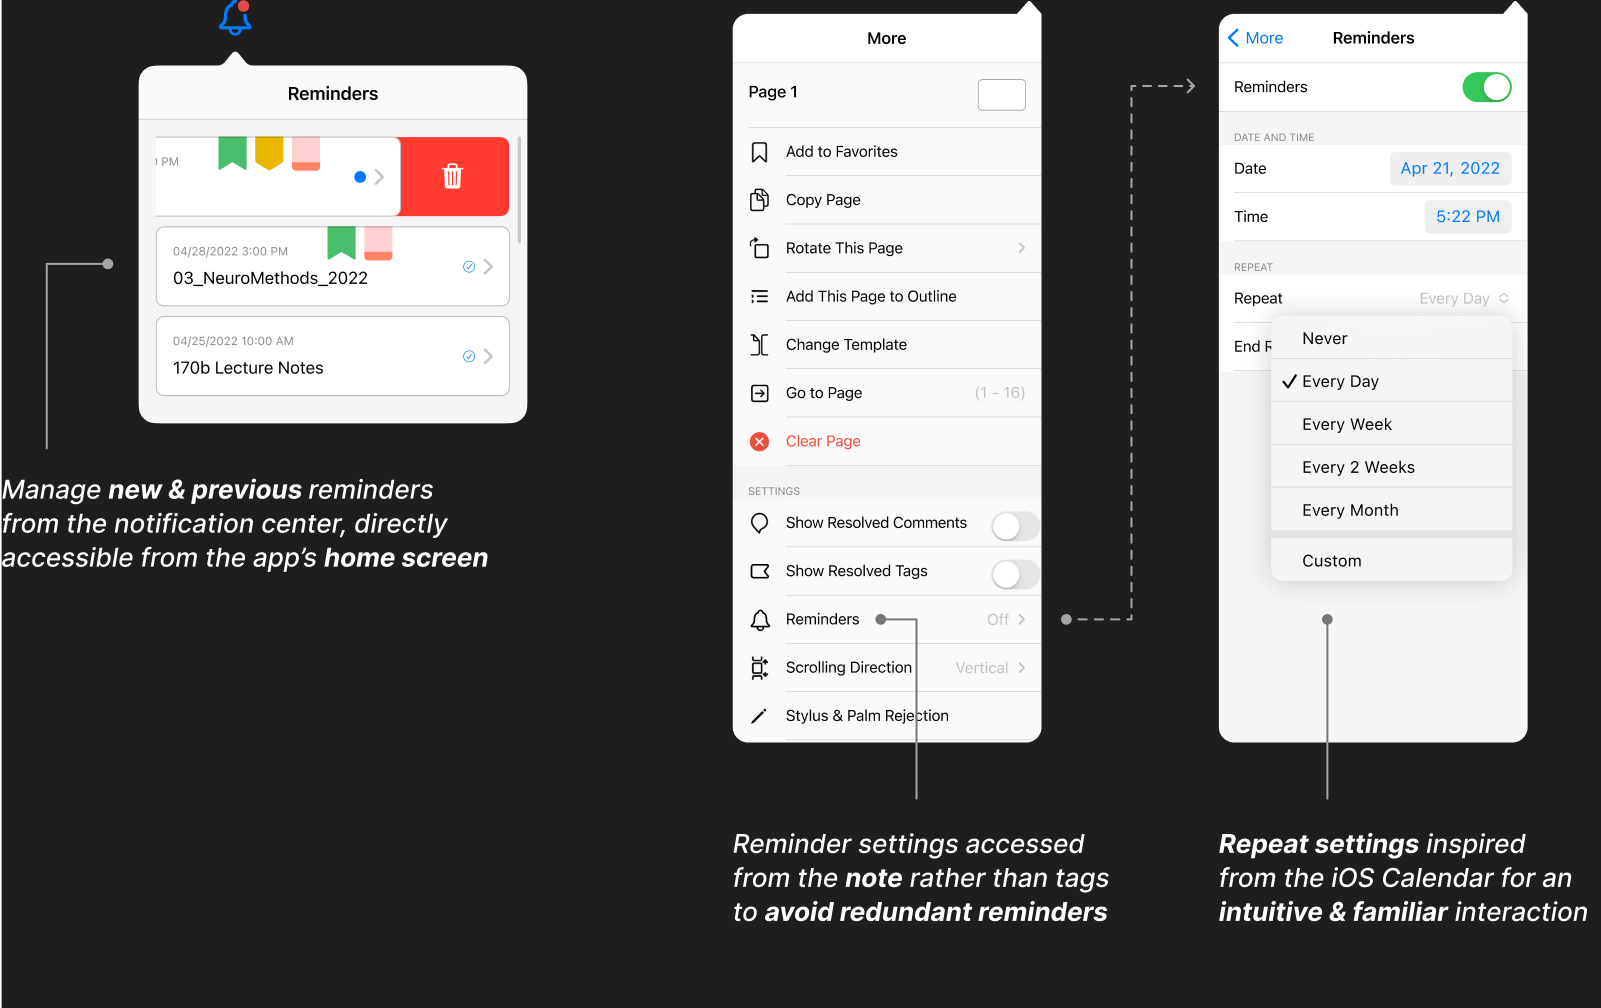 Reminders
PM
04/28/2022 3:00 PM
03_NeuroMethods_2022
04/25/2022 10:00 AM
170b Lecture Notes
Manage new & previous reminders
from the notification center, directly
accessible from the app's home screen
More
Page 1
Add to Favorites
Copy Page
Rotate This Page
Add This Page to Outline
Change Template
Go to Page (1 - 16)
Clear Page
SETTINGS
Show Resolved Comments
Show Resolved Tags
Reminders Off
Scrolling Direction Vertical
Stylus & Palm Rejection
Reminder settings accessed
from the note rather than tags
to avoid redundant reminders
More Reminders
Reminders
DATE AND TIME
Date Apr 21, 2022
Time 5:22 PM
REPEAT
Repeat Every Day
End R
Never
Every Day
Every Week
Every 2 Weeks
Every Month
Custom
Repeat settings inspired
from the iOS Calendar for an
intuitive & familiar interaction